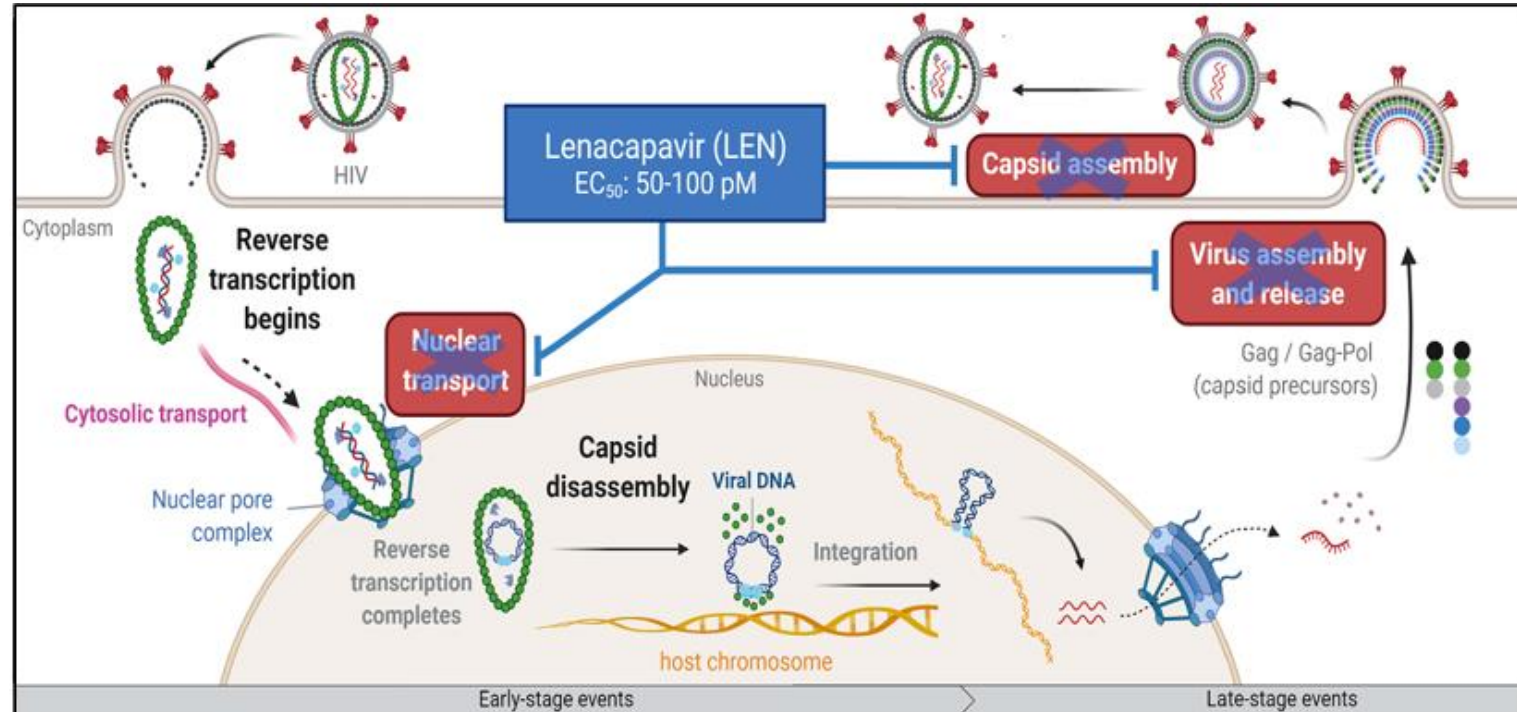 HIV
Lenacapavir (LEN)
EC₅₀: 50-100 pM
Capsid assembly
Cytoplasm
Reverse
transcription
begins
Virus assembly
and release
Nuclear
transport
Nucleus
Gag / Gag-Pol
(capsid precursors)
Cytosolic transport
Nuclear pore
complex
Capsid
disassembly
Viral DNA
Reverse
transcription
completes
Integration
host chromosome
Early-stage events
Late-stage events